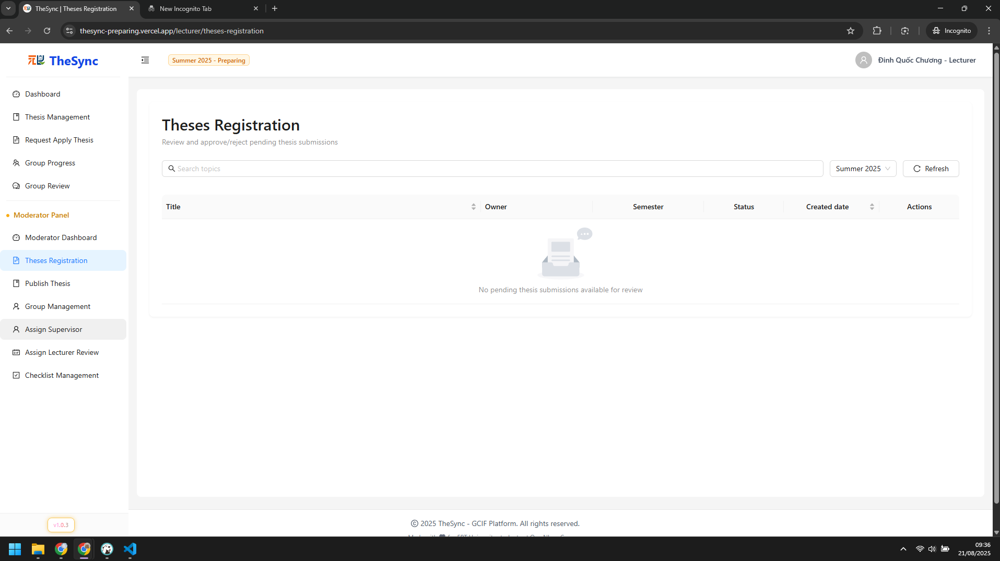 TheSync | Theses Registration
New Incognito Tab
thesync-preparing.vercel.app/lecturer/theses-registration
Incognito
TheSync
Summer 2025 - Preparing
Đinh Quốc Chương - Lecturer
Dashboard
Thesis Management
Request Apply Thesis
Group Progress
Group Review
Moderator Panel
Moderator Dashboard
Theses Registration
Publish Thesis
Group Management
Assign Supervisor
Assign Lecturer Review
Checklist Management
v1.0.3
Theses Registration
Review and approve/reject pending thesis submissions
Search topics
Summer 2025
Refresh
Title
Owner
Semester
Status
Created date
Actions
No pending thesis submissions available for review
© 2025 TheSync - GCIF Platform. All rights reserved.
09:36
21/08/2025